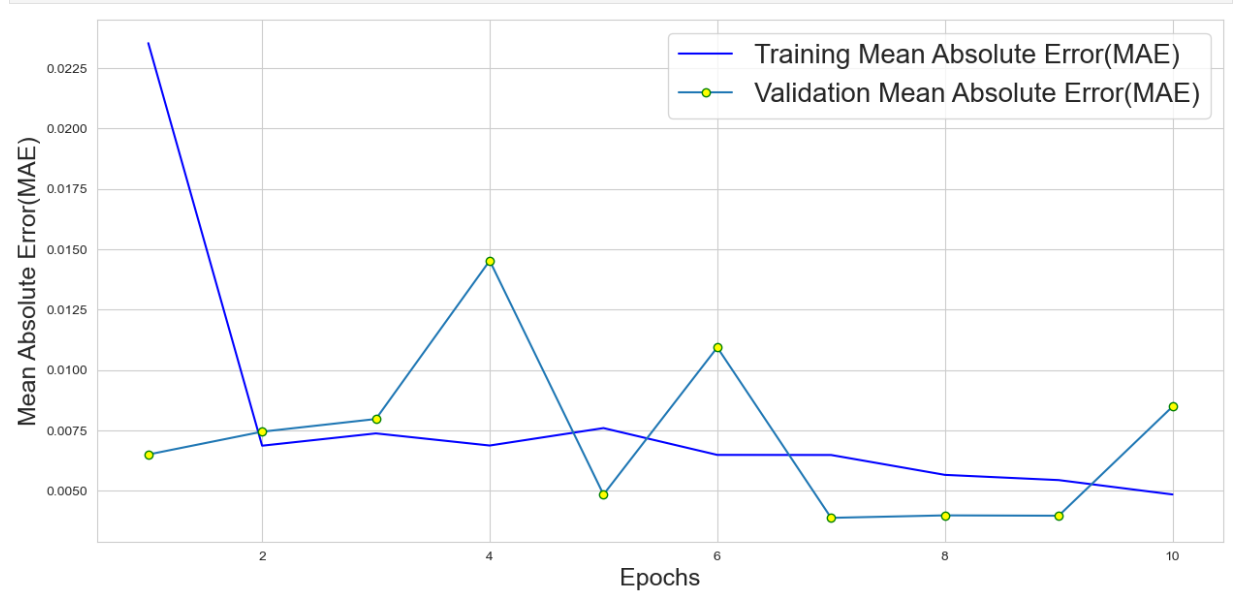 Training Mean Absolute Error(MAE)
Validation Mean Absolute Error(MAE)
Mean Absolute Error(MAE)
0.0225
0.0200
0.0175
0.0150
0.0125
0.0100
0.0075
0.0050
2 4 6 8 10
Epochs